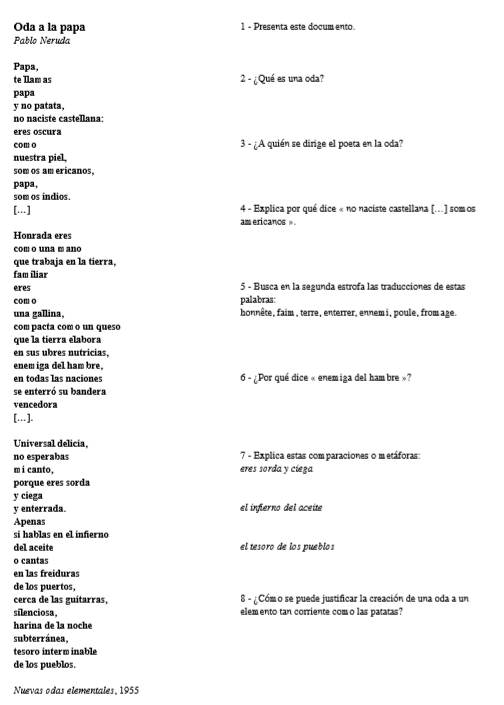 Oda a la papa
Pablo Neruda
Papa,
te llamas
papa
y no patata,
no naciste castellana:
eres oscura
como
nuestra piel,
somos americanos,
papa,
somos indios.
[…]
Honrada eres
como una mano
que trabaja en la tierra,
familiar
eres
como
una gallina,
compacta como un queso
que la tierra elabora
en sus ubres nutricias,
enemiga del hambre,
en todas las naciones
se enterró su bandera
vencedora
[…].
Universal delicia,
no esperabas
mi canto,
porque eres sorda
y ciega
y enterrada.
Apenas
si hablas en el infierno
del aceite
o cantas
en las freiduras
de los puertos,
cerca de las guitarras,
silenciosa,
harina de la noche
subterránea,
tesoro interminable
de los pueblos.
Nuevas odas elementales, 1955
1 - Presenta este documento.
2 - ¿Qué es una oda?
3 - ¿A quién se dirige el poeta en la oda?
4 - Explica por qué dice « no naciste castellana […] somos
americanos ».
5 - Busca en la segunda estrofa las traducciones de estas
palabras:
honnête, faim, terre, enterrer, ennemi, poule, fromage.
6 - ¿Por qué dice « enemiga del hambre »?
7 - Explica estas comparaciones o metáforas:
eres sorda y ciega
el infierno del aceite
el tesoro de los pueblos
8 - ¿Cómo se puede justificar la creación de una oda a un
elemento tan corriente como las patatas?